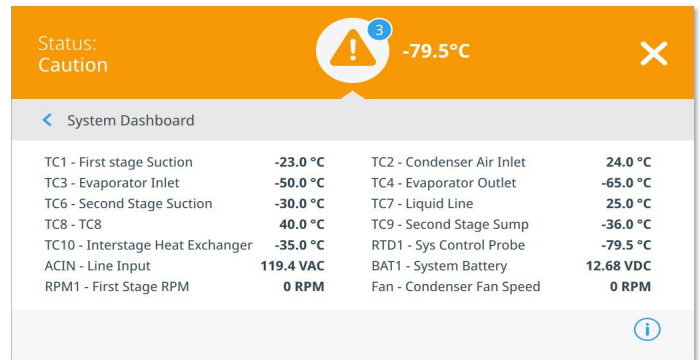 Status:
Caution
3
-79.5°C
System Dashboard
TC1 - First stage Suction -23.0 °C TC2 - Condenser Air Inlet 24.0 °C
TC3 - Evaporator Inlet -50.0 °C TC4 - Evaporator Outlet -65.0 °C
TC6 - Second Stage Suction -30.0 °C TC7 - Liquid Line 25.0 °C
TC8 - TC8 40.0 °C TC9 - Second Stage Sump -36.0 °C
TC10 - Interstage Heat Exchanger -35.0 °C RTD1 - Sys Control Probe -79.5 °C
ACIN - Line Input 119.4 VAC BAT1 - System Battery 12.68 VDC
RPM1 - First Stage RPM 0 RPM Fan - Condenser Fan Speed 0 RPM